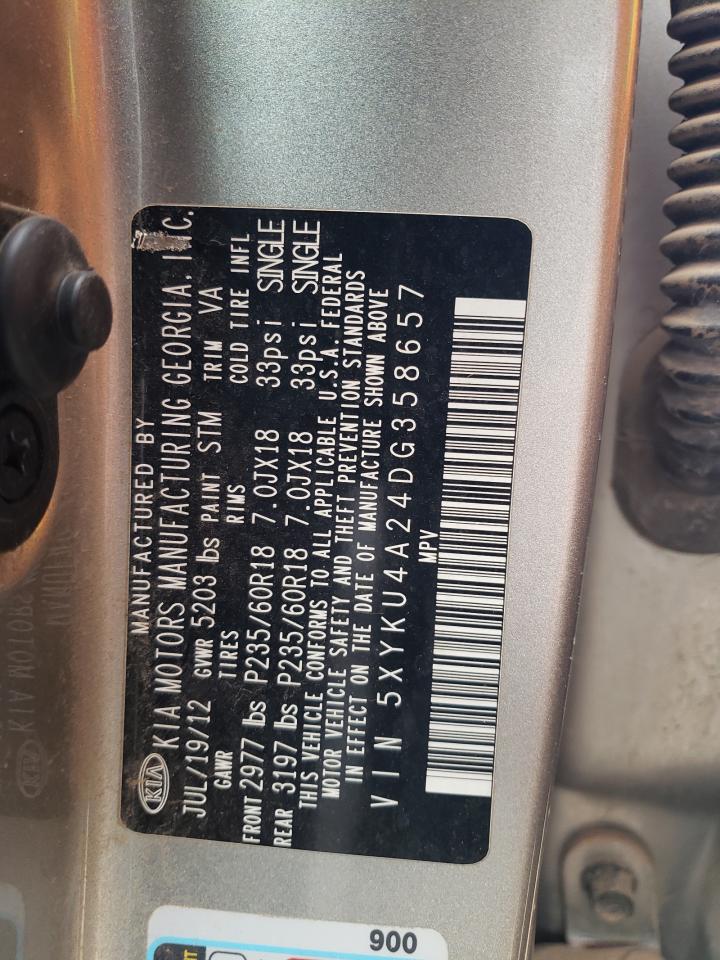 MANUFACTURED BY
KIA KIA MOTORS MANUFACTURING GEORGIA, INC.
JUL/19/12 GVWR 5203 lbs PAINT STM TRIM VA
GAWR TIRES RIMS COLD TIRE INFL
FRONT 2977 lbs P235/60R18 7.0JX18 33psi SINGLE
REAR 3197 lbs P235/60R18 7.0JX18 33psi SINGLE
THIS VEHICLE CONFORMS TO ALL APPLICABLE U.S.A. FEDERAL
MOTOR VEHICLE SAFETY AND THEFT PREVENTION STANDARDS
IN EFFECT ON THE DATE OF MANUFACTURE SHOWN ABOVE
VIN 5XYKU4A24DG358657
MPV
900